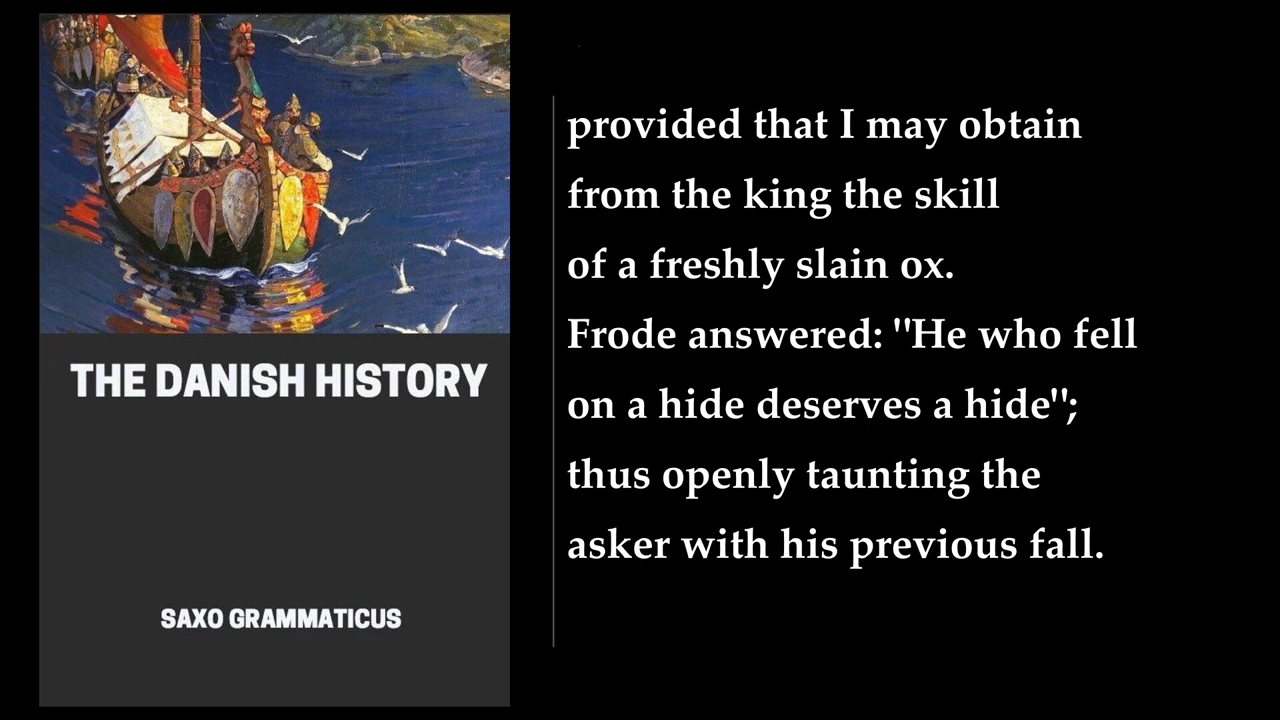 THE DANISH HISTORY
SAXO GRAMMATICUS
provided that I may obtain
from the king the skill
of a freshly slain ox.
Frode answered: "He who fell
on a hide deserves a hide";
thus openly taunting the
asker with his previous fall.